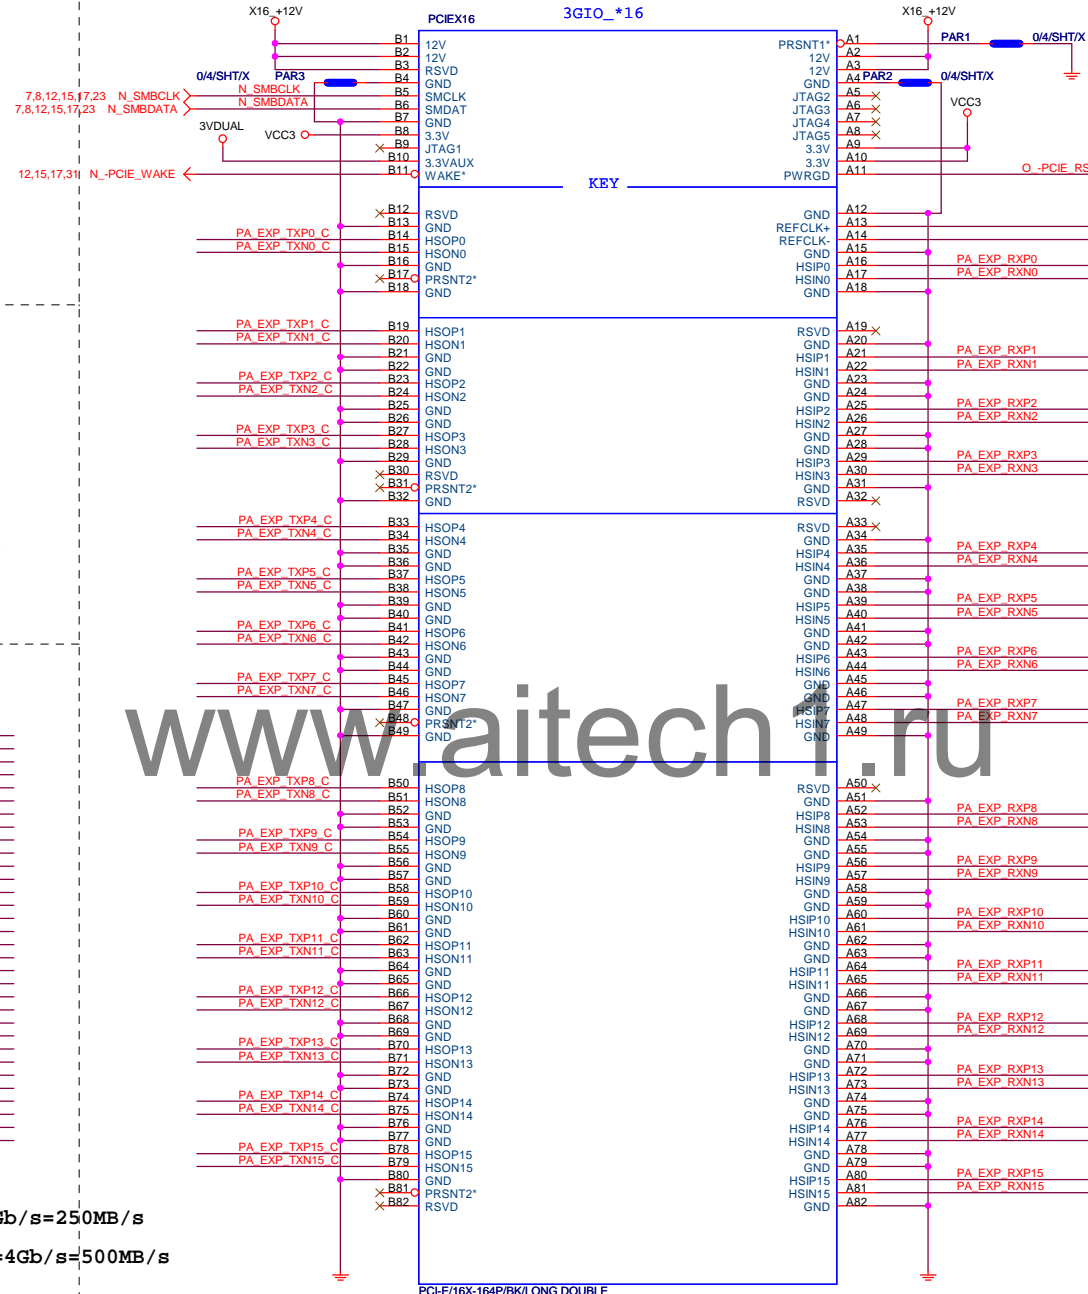 X16_+12V
PCIEX16
3GIO_*16
X16_+12V
B1 12V
B2 12V
B3 RSVD
B4 GND
B5 SMCLK
B6 SMDAT
B7 GND
B8 3.3V
B9 JTAG1
B10 3.3VAUX
B11 WAKE*
PRSNT1* A1
12V A2
12V A3
GND A4
JTAG2 A5
JTAG3 A6
JTAG4 A7
JTAG5 A8
3.3V A9
3.3V A10
PWRGD A11
PAR1 0/4/SHT/X
0/4/SHT/X PAR3
PAR2 0/4/SHT/X
7,8,12,15,17,23 N_SMBCLK N_SMBCLK
7,8,12,15,17,23 N_SMBDATA N_SMBDATA
3VDUAL
VCC3
VCC3
12,15,17,31 N_-PCIE_WAKE
O_-PCIE_RS
KEY
B12 RSVD
B13 GND
PA_EXP_TXP0_C B14 HSOP0
PA_EXP_TXN0_C B15 HSON0
B16 GND
B17 PRSNT2*
B18 GND
GND A12
REFCLK+ A13
REFCLK- A14
GND A15
HSIP0 A16 PA_EXP_RXP0
HSIN0 A17 PA_EXP_RXN0
GND A18
PA_EXP_TXP1_C B19 HSOP1
PA_EXP_TXN1_C B20 HSON1
B21 GND
B22 GND
PA_EXP_TXP2_C B23 HSOP2
PA_EXP_TXN2_C B24 HSON2
B25 GND
B26 GND
PA_EXP_TXP3_C B27 HSOP3
PA_EXP_TXN3_C B28 HSON3
B29 GND
B30 RSVD
B31 PRSNT2*
B32 GND
RSVD A19
GND A20
HSIP1 A21 PA_EXP_RXP1
HSIN1 A22 PA_EXP_RXN1
GND A23
GND A24
HSIP2 A25 PA_EXP_RXP2
HSIN2 A26 PA_EXP_RXN2
GND A27
GND A28
HSIP3 A29 PA_EXP_RXP3
HSIN3 A30 PA_EXP_RXN3
GND A31
RSVD A32
PA_EXP_TXP4_C B33 HSOP4
PA_EXP_TXN4_C B34 HSON4
B35 GND
B36 GND
PA_EXP_TXP5_C B37 HSOP5
PA_EXP_TXN5_C B38 HSON5
B39 GND
B40 GND
PA_EXP_TXP6_C B41 HSOP6
PA_EXP_TXN6_C B42 HSON6
B43 GND
B44 GND
PA_EXP_TXP7_C B45 HSOP7
PA_EXP_TXN7_C B46 HSON7
B47 GND
B48 PRSNT2*
B49 GND
RSVD A33
GND A34
HSIP4 A35 PA_EXP_RXP4
HSIN4 A36 PA_EXP_RXN4
GND A37
GND A38
HSIP5 A39 PA_EXP_RXP5
HSIN5 A40 PA_EXP_RXN5
GND A41
GND A42
HSIP6 A43 PA_EXP_RXP6
HSIN6 A44 PA_EXP_RXN6
GND A45
GND A46
HSIP7 A47 PA_EXP_RXP7
HSIN7 A48 PA_EXP_RXN7
GND A49
www.aitech1.ru
PA_EXP_TXP8_C B50 HSOP8
PA_EXP_TXN8_C B51 HSON8
B52 GND
B53 GND
PA_EXP_TXP9_C B54 HSOP9
PA_EXP_TXN9_C B55 HSON9
B56 GND
B57 GND
PA_EXP_TXP10_C B58 HSOP10
PA_EXP_TXN10_C B59 HSON10
B60 GND
B61 GND
PA_EXP_TXP11_C B62 HSOP11
PA_EXP_TXN11_C B63 HSON11
B64 GND
B65 GND
PA_EXP_TXP12_C B66 HSOP12
PA_EXP_TXN12_C B67 HSON12
B68 GND
B69 GND
PA_EXP_TXP13_C B70 HSOP13
PA_EXP_TXN13_C B71 HSON13
B72 GND
B73 GND
PA_EXP_TXP14_C B74 HSOP14
PA_EXP_TXN14_C B75 HSON14
B76 GND
B77 GND
PA_EXP_TXP15_C B78 HSOP15
PA_EXP_TXN15_C B79 HSON15
B80 GND
B81 PRSNT2*
B82 RSVD
RSVD A50
GND A51
HSIP8 A52 PA_EXP_RXP8
HSIN8 A53 PA_EXP_RXN8
GND A54
GND A55
HSIP9 A56 PA_EXP_RXP9
HSIN9 A57 PA_EXP_RXN9
GND A58
GND A59
HSIP10 A60 PA_EXP_RXP10
HSIN10 A61 PA_EXP_RXN10
GND A62
GND A63
HSIP11 A64 PA_EXP_RXP11
HSIN11 A65 PA_EXP_RXN11
GND A66
GND A67
HSIP12 A68 PA_EXP_RXP12
HSIN12 A69 PA_EXP_RXN12
GND A70
GND A71
HSIP13 A72 PA_EXP_RXP13
HSIN13 A73 PA_EXP_RXN13
GND A74
GND A75
HSIP14 A76 PA_EXP_RXP14
HSIN14 A77 PA_EXP_RXN14
GND A78
GND A79
HSIP15 A80 PA_EXP_RXP15
HSIN15 A81 PA_EXP_RXN15
GND A82
Gb/s=250MB/s
=4Gb/s=500MB/s
PCI-E/16X-164P/BK/LONG DOUBLE